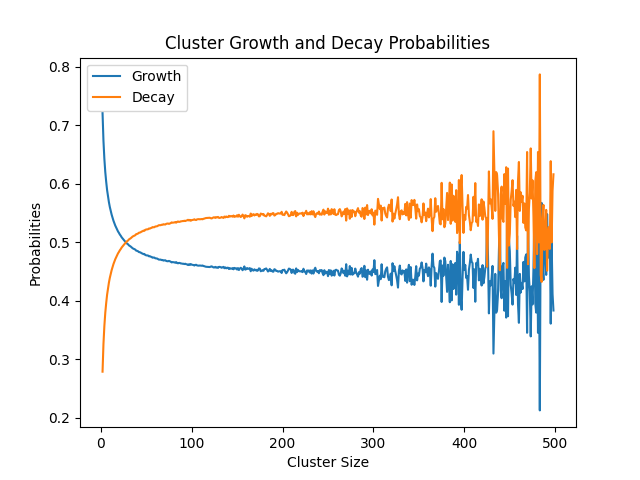 Cluster Growth and Decay Probabilities
Growth
Decay
0.8
0.7
0.6
0.5
0.4
0.3
0.2
Probabilities
0
100
200
300
400
500
Cluster Size